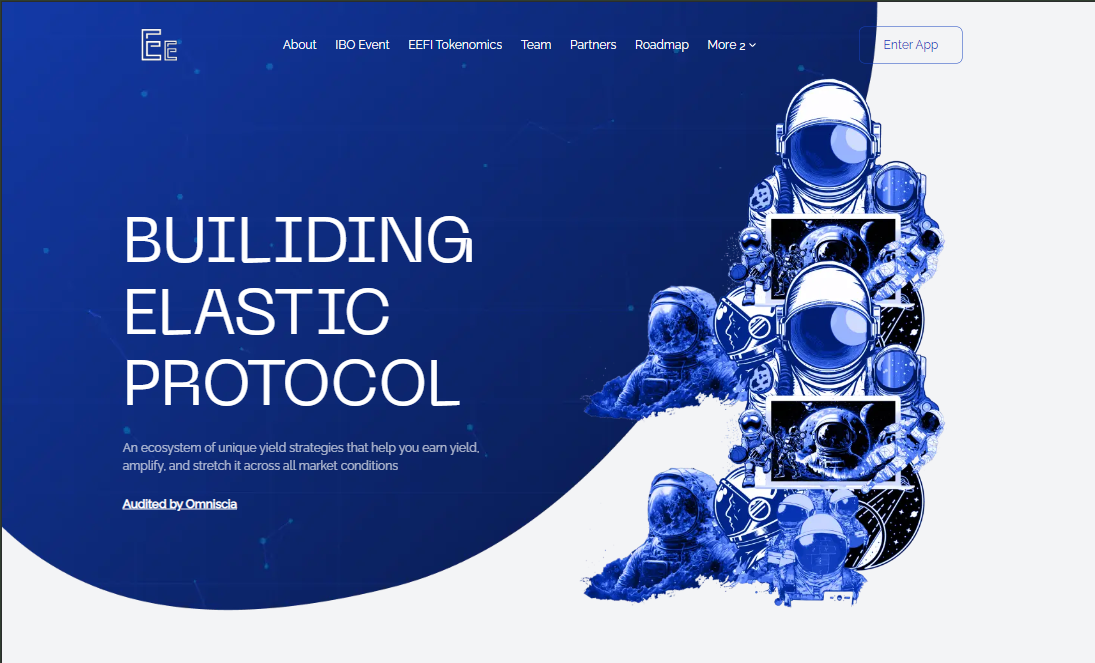 EE
About IBO Event EEFI Tokenomics Team Partners Roadmap More 2 Enter App
BUILIDING
ELASTIC
PROTOCOL
An ecosystem of unique yield strategies that help you earn yield,
amplify, and stretch it across all market conditions
Audited by Omniscia